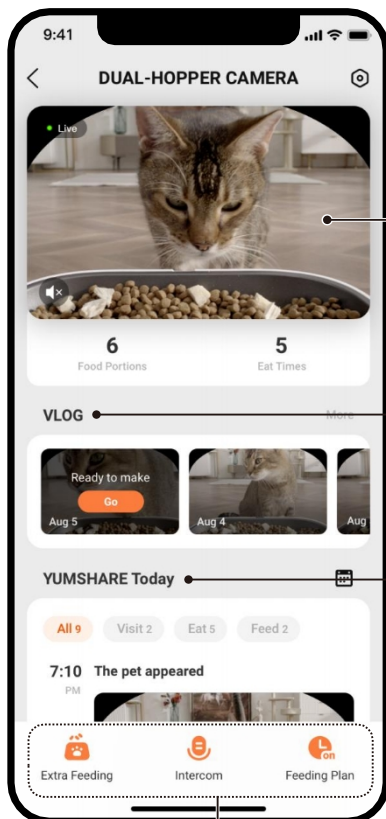 9:41
DUAL-HOPPER CAMERA
Live
6 5
Food Portions Eat Times
VLOG More
Ready to make
Go
Aug 5 Aug 4 Aug
YUMSHARE Today
All 9 Visit 2 Eat 5 Feed 2
7:10 The pet appeared
PM
on
Extra Feeding Intercom Feeding Plan